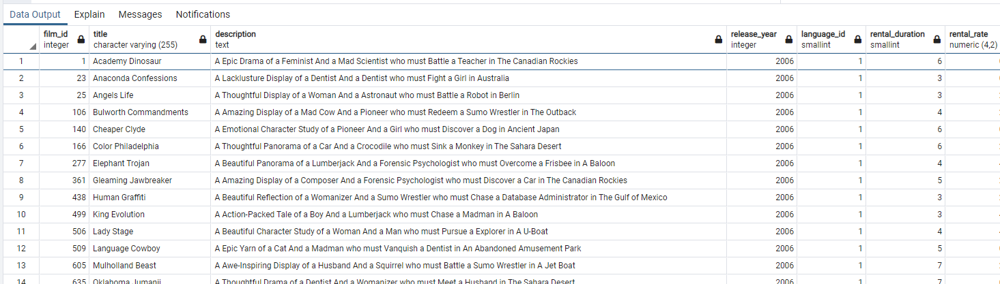 Data Output Explain Messages Notifications
film_id title description release_year language_id rental_duration rental_rate
integer character varying (255) text integer smallint smallint numeric (4,2)
1 1 Academy Dinosaur A Epic Drama of a Feminist And a Mad Scientist who must Battle a Teacher in The Canadian Rockies 2006 1 6
2 23 Anaconda Confessions A Lacklusture Display of a Dentist And a Dentist who must Fight a Girl in Australia 2006 1 3
3 25 Angels Life A Thoughtful Display of a Woman And a Astronaut who must Battle a Robot in Berlin 2006 1 3
4 106 Bulworth Commandments A Amazing Display of a Mad Cow And a Pioneer who must Redeem a Sumo Wrestler in The Outback 2006 1 4
5 140 Cheaper Clyde A Emotional Character Study of a Pioneer And a Girl who must Discover a Dog in Ancient Japan 2006 1 6
6 166 Color Philadelphia A Thoughtful Panorama of a Car And a Crocodile who must Sink a Monkey in The Sahara Desert 2006 1 6
7 277 Elephant Trojan A Beautiful Panorama of a Lumberjack And a Forensic Psychologist who must Overcome a Frisbee in A Baloon 2006 1 4
8 361 Gleaming Jawbreaker A Amazing Display of a Composer And a Forensic Psychologist who must Discover a Car in The Canadian Rockies 2006 1 5
9 438 Human Graffiti A Beautiful Reflection of a Womanizer And a Sumo Wrestler who must Chase a Database Administrator in The Gulf of Mexico 2006 1 3
10 499 King Evolution A Action-Packed Tale of a Boy And a Lumberjack who must Chase a Madman in A Baloon 2006 1 3
11 506 Lady Stage A Beautiful Character Study of a Woman And a Man who must Pursue a Explorer in A U-Boat 2006 1 4
12 509 Language Cowboy A Epic Yarn of a Cat And a Madman who must Vanquish a Dentist in An Abandoned Amusement Park 2006 1 5
13 605 Mulholland Beast A Awe-Inspiring Display of a Husband And a Squirrel who must Battle a Sumo Wrestler in A Jet Boat 2006 1 7
14 635 Oklahoma Jumanji A Thoughtful Drama of a Dentist And a Womanizer who must Meet a Husband in The Sahara Desert 2006 1 7